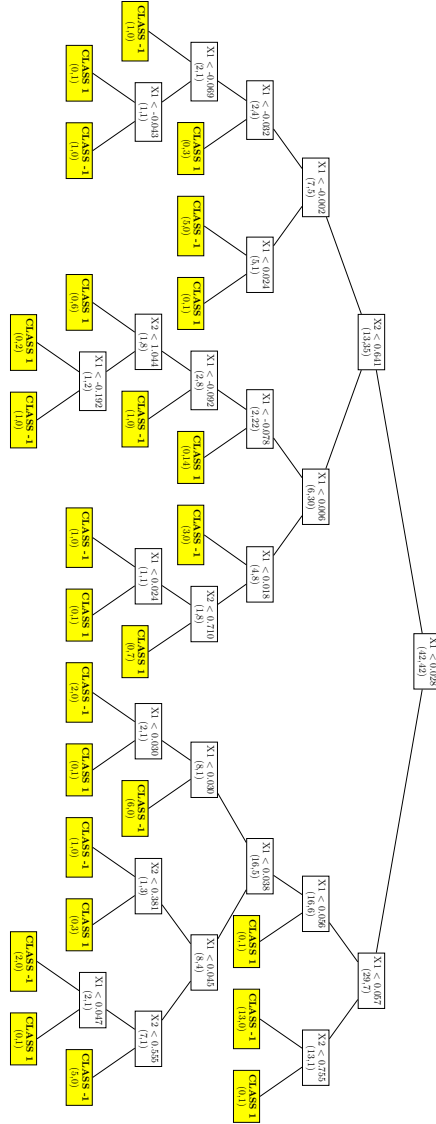 X1 < 0.028
(42,42)
X2 < 0.641
(13,35)
X1 < 0.057
(29,7)
X1 < -0.002
(7,5)
X1 < 0.006
(6,30)
X1 < 0.056
(16,6)
X2 < 0.755
(13,1)
X1 < -0.032
(2,4)
X1 < 0.024
(5,1)
X1 < -0.078
(2,22)
X1 < 0.018
(4,8)
X1 < 0.038
(16,5)
CLASS 1
(0,1)
CLASS -1
(13,0)
CLASS 1
(0,1)
X1 < -0.069
(2,1)
CLASS 1
(0,3)
CLASS -1
(5,0)
CLASS 1
(0,1)
X1 < -0.092
(2,8)
CLASS 1
(0,14)
CLASS -1
(3,0)
X2 < 0.710
(1,8)
X1 < 0.030
(8,1)
X1 < 0.045
(8,4)
CLASS -1
(1,0)
X1 < -0.043
(1,1)
X2 < 1.044
(1,8)
CLASS -1
(1,0)
X1 < 0.024
(1,1)
CLASS 1
(0,7)
X1 < 0.030
(2,1)
CLASS -1
(6,0)
X2 < 0.381
(1,3)
X2 < 0.535
(7,1)
CLASS 1
(0,1)
CLASS -1
(1,0)
CLASS 1
(0,6)
X1 < -0.192
(1,2)
CLASS -1
(1,0)
CLASS 1
(0,1)
CLASS -1
(2,0)
CLASS 1
(0,1)
CLASS -1
(1,0)
CLASS 1
(0,3)
X1 < 0.047
(2,1)
CLASS -1
(5,0)
CLASS 1
(0,2)
CLASS -1
(1,0)
CLASS -1
(2,0)
CLASS 1
(0,1)